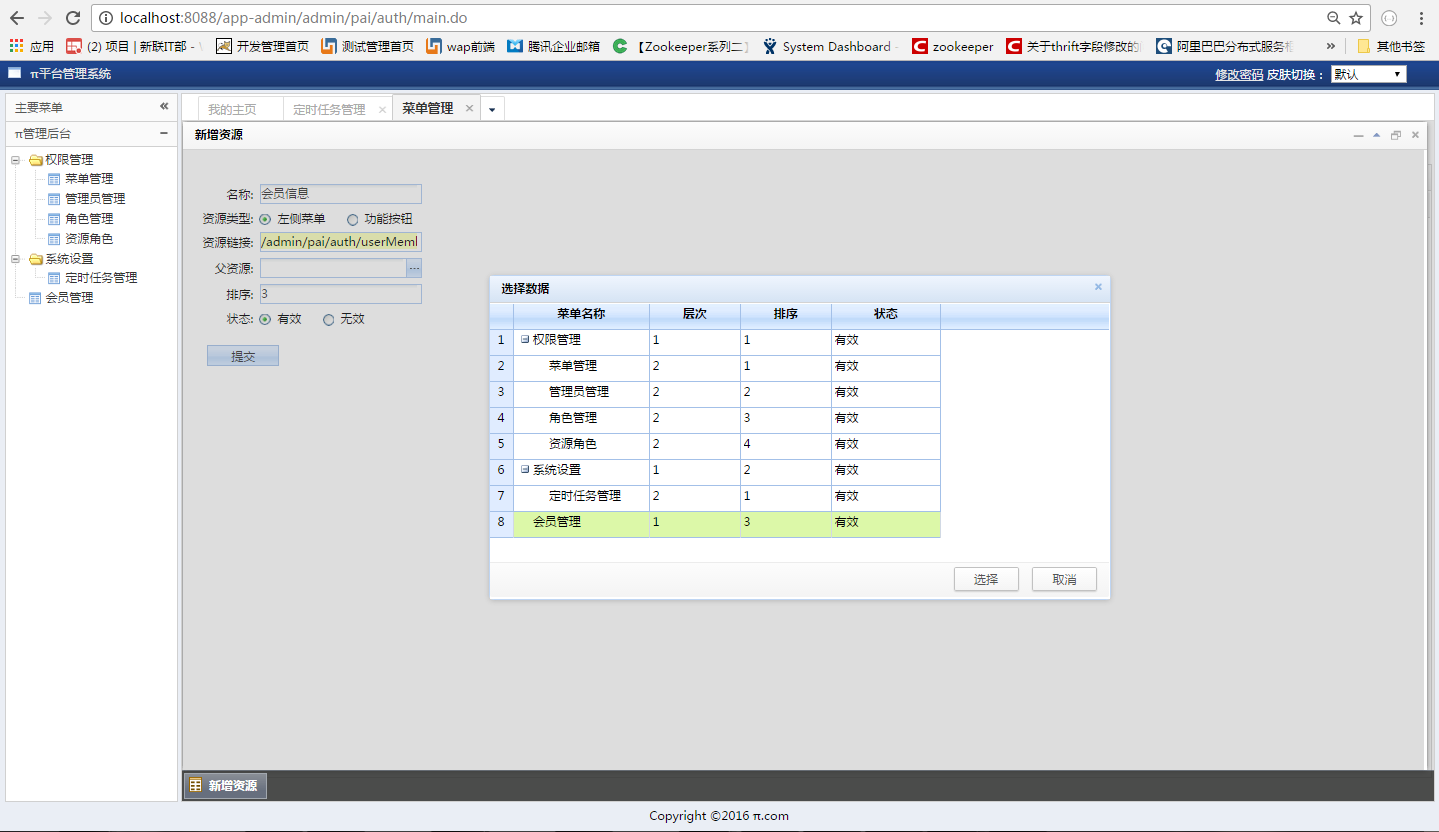 localhost:8088/app-admin/admin/pai/auth/main.do
应用 (2) 项目 | 新联IT部 - 开发管理首页 测试管理首页 wap前端 腾讯企业邮箱 【Zookeeper系列二】 System Dashboard - zookeeper 关于thrift字段修改的 阿里巴巴分布式服务框 » 其他书签
π平台管理系统 修改密码 皮肤切换： 默认
主要菜单 «
π管理后台
权限管理
菜单管理
管理员管理
角色管理
资源角色
系统设置
定时任务管理
会员管理
我的主页 定时任务管理 菜单管理
新增资源
名称: 会员信息
资源类型: 左侧菜单 功能按钮
资源链接: /admin/pai/auth/userMeml
父资源: ...
排序: 3
状态: 有效 无效
提交
选择数据
菜单名称 层次 排序 状态
1 权限管理 1 1 有效
2 菜单管理 2 1 有效
3 管理员管理 2 2 有效
4 角色管理 2 3 有效
5 资源角色 2 4 有效
6 系统设置 1 2 有效
7 定时任务管理 2 1 有效
8 会员管理 1 3 有效
选择 取消
新增资源
Copyright ©2016 π.com